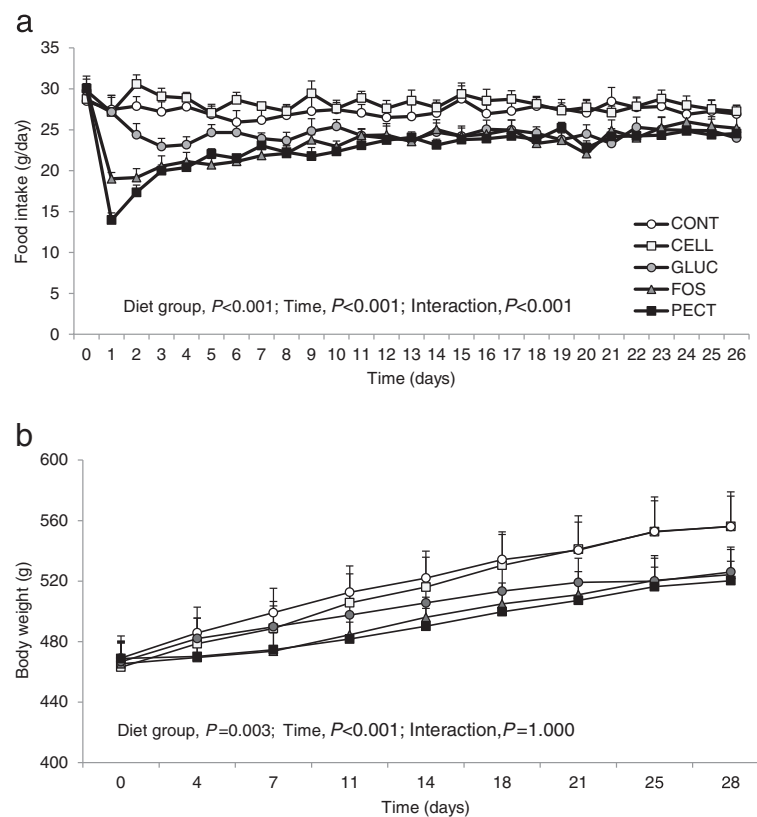 a
35
30
25
20
15
10
5
0
Food intake (g/day)
CONT
CELL
GLUC
FOS
PECT
Diet group, P<0.001; Time, P<0.001; Interaction, P<0.001
0 1 2 3 4 5 6 7 8 9 10 11 12 13 14 15 16 17 18 19 20 21 22 23 24 25 26
Time (days)
b
600
560
520
480
440
400
Body weight (g)
Diet group, P=0.003; Time, P<0.001; Interaction, P=1.000
0 4 7 11 14 18 21 25 28
Time (days)